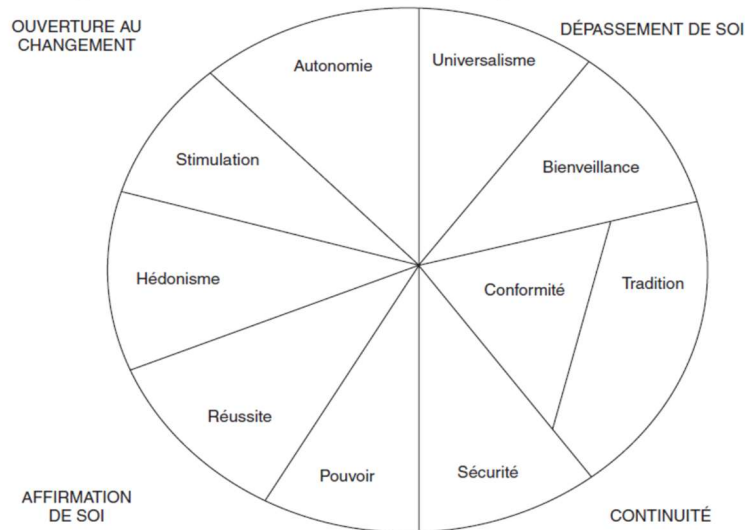 OUVERTURE AU
CHANGEMENT
DÉPASSEMENT DE SOI
Autonomie
Universalisme
Stimulation
Bienveillance
Hédonisme
Conformité
Tradition
Réussite
Pouvoir
Sécurité
AFFIRMATION
DE SOI
CONTINUITÉ